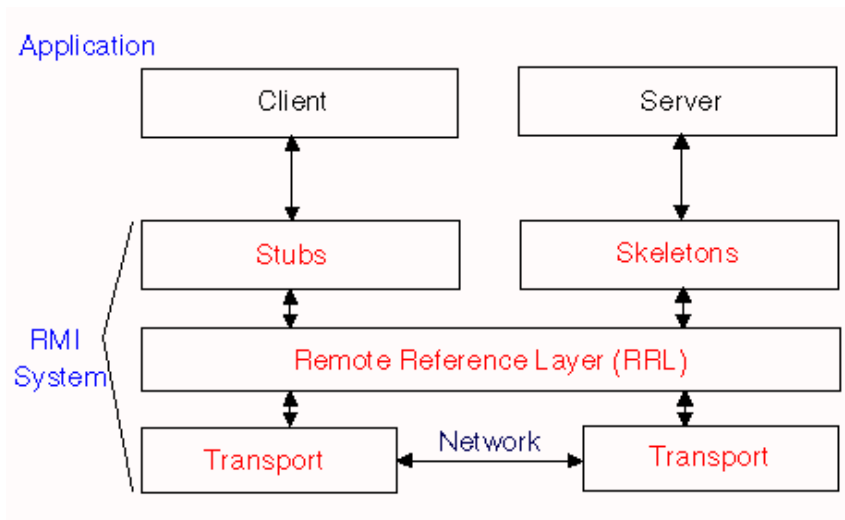 Application
Client
Server
Stubs
Skeletons
RMI
System
Remote Reference Layer (RRL)
Network
Transport
Transport